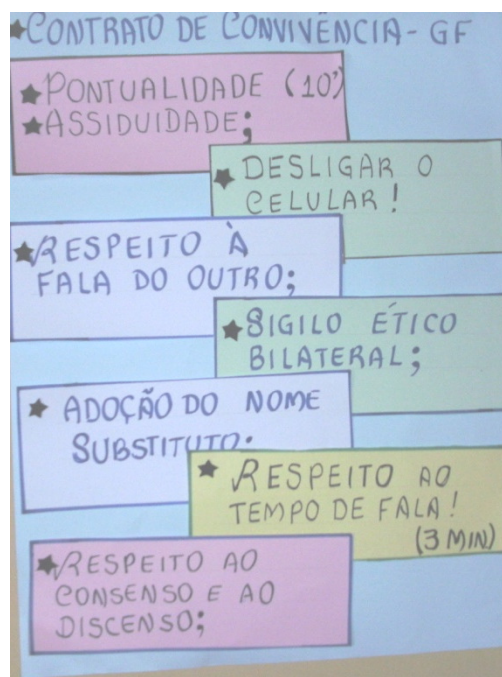 ★CONTRATO DE CONVIVÊNCIA - GF
★PONTUALIDADE (10')
★ASSIDUIDADE;
★DESLIGAR O
CELULAR!
★RESPEITO À
FALA DO OUTRO;
★SIGILO ÉTICO
BILATERAL;
★ADOÇÃO DO NOME
SUBSTITUTO.
★RESPEITO AO
TEMPO DE FALA!
(3 MIN)
★RESPEITO AO
CONSENSO E AO
DISCENSO;